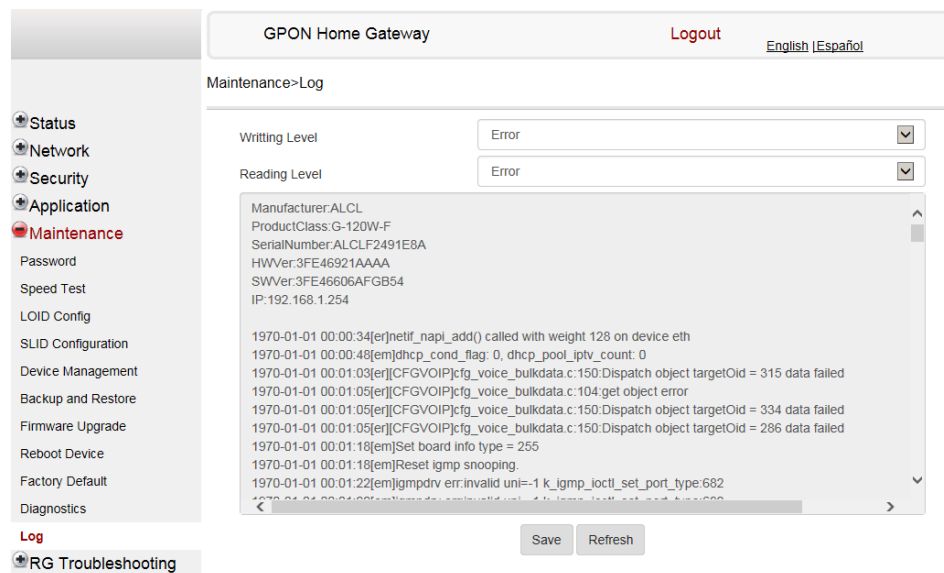 GPON Home Gateway
Logout
English |Español
Maintenance>Log
Status
Network
Security
Application
Maintenance
Password
Speed Test
LOID Config
SLID Configuration
Device Management
Backup and Restore
Firmware Upgrade
Reboot Device
Factory Default
Diagnostics
Log
RG Troubleshooting
Writting Level
Error
Reading Level
Error
Manufacturer:ALCL
ProductClass:G-120W-F
SerialNumber:ALCLF2491E8A
HWVer:3FE46921AAAA
SWVer:3FE46606AFGB54
IP:192.168.1.254
1970-01-01 00:00:34[er]netif_napi_add() called with weight 128 on device eth
1970-01-01 00:00:48[em]dhcp_cond_flag: 0, dhcp_pool_iptv_count: 0
1970-01-01 00:01:03[er][CFGVOIP]cfg_voice_bulkdata.c:150:Dispatch object targetOid = 315 data failed
1970-01-01 00:01:05[er][CFGVOIP]cfg_voice_bulkdata.c:104:get object error
1970-01-01 00:01:05[er][CFGVOIP]cfg_voice_bulkdata.c:150:Dispatch object targetOid = 334 data failed
1970-01-01 00:01:05[er][CFGVOIP]cfg_voice_bulkdata.c:150:Dispatch object targetOid = 286 data failed
1970-01-01 00:01:18[em]Set board info type = 255
1970-01-01 00:01:18[em]Reset igmp snooping.
1970-01-01 00:01:22[em]igmpdrv err:invalid uni=-1 k_igmp_ioctl_set_port_type:682
Save
Refresh